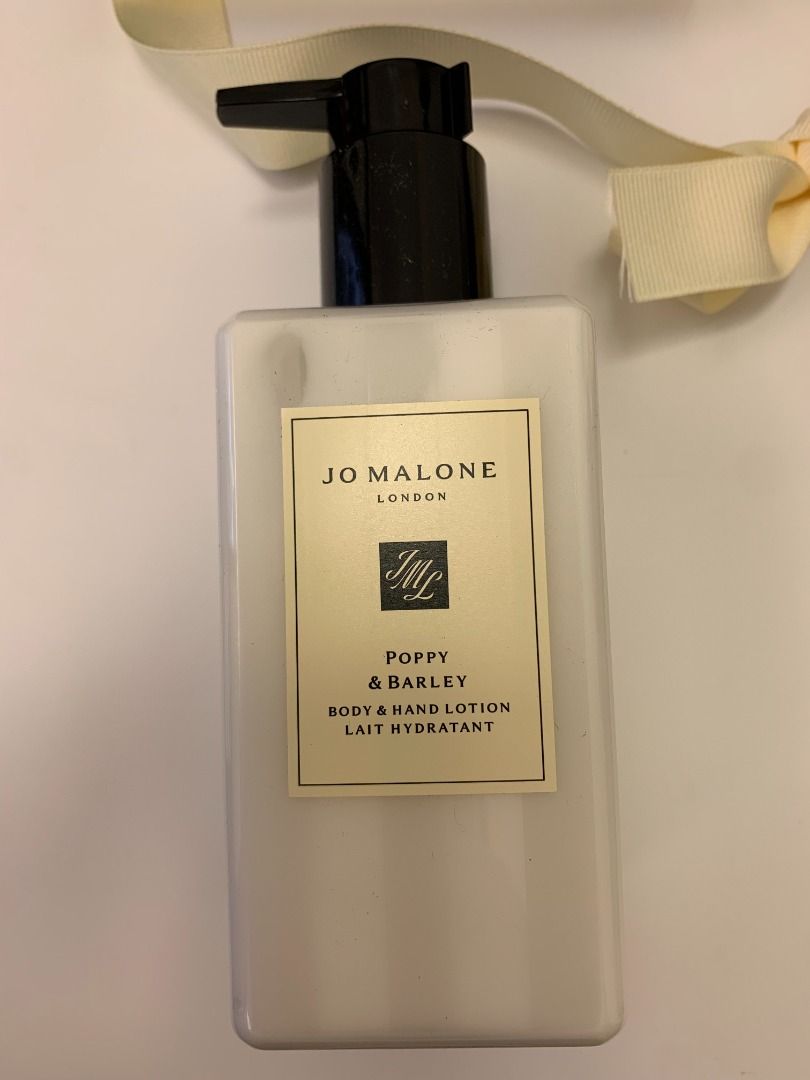 JO MALONE
LONDON
JML
POPPY
& BARLEY
BODY & HAND LOTION
LAIT HYDRATANT